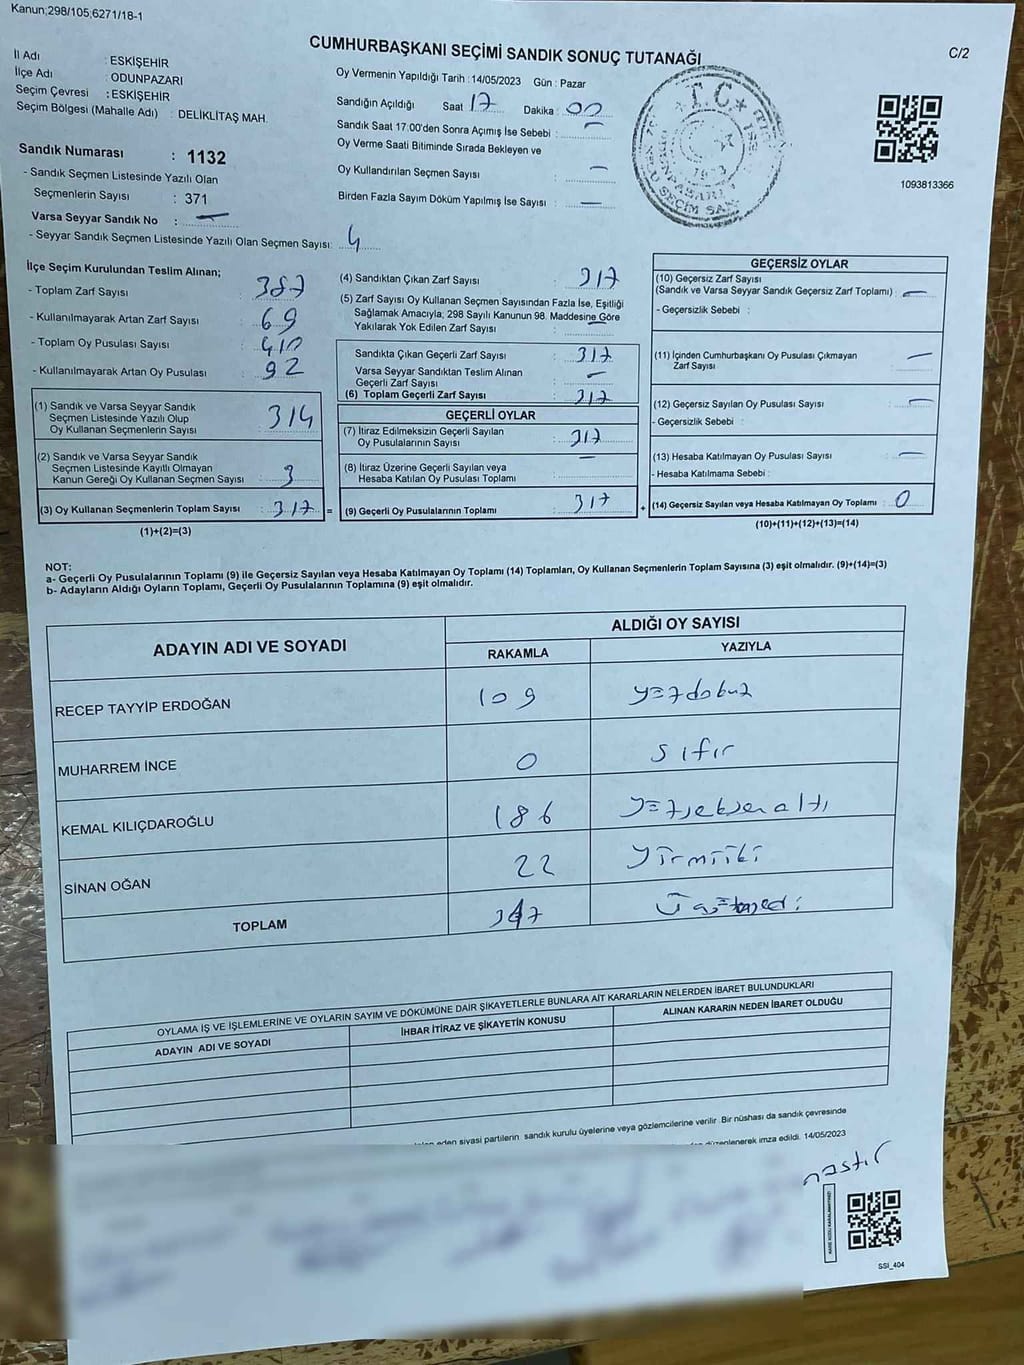 Kanun;298/105;6271/18-1
CUMHURBAŞKANI SEÇİMİ SANDIK SONUÇ TUTANAĞI
C/2
İl Adı : ESKİŞEHİR
İlçe Adı : ODUNPAZARI
Seçim Çevresi : ESKİŞEHİR
Seçim Bölgesi (Mahalle Adı) : DELİKLİTAŞ MAH.
Sandık Numarası : 1132
- Sandık Seçmen Listesinde Yazılı Olan
Seçmenlerin Sayısı : 371
Varsa Seyyar Sandık No : —
- Seyyar Sandık Seçmen Listesinde Yazılı Olan Seçmen Sayısı: 4
Oy Vermenin Yapıldığı Tarih : 14/05/2023 Gün : Pazar
Sandığın Açıldığı Saat 17 Dakika : 00
Sandık Saat 17:00'den Sonra Açımış İse Sebebi : —
Oy Verme Saati Bitiminde Sırada Bekleyen ve
Oy Kullandırılan Seçmen Sayısı : —
Birden Fazla Sayım Döküm Yapılmış İse Sayısı : —
T.C.
1923
1093813366
İlçe Seçim Kurulundan Teslim Alınan;
- Toplam Zarf Sayısı : 387
- Kullanılmayarak Artan Zarf Sayısı : 69
- Toplam Oy Pusulası Sayısı : 410
- Kullanılmayarak Artan Oy Pusulası : 92
(1) Sandık ve Varsa Seyyar Sandık
Seçmen Listesinde Yazılı Olup
Oy Kullanan Seçmenlerin Sayısı : 314
(2) Sandık ve Varsa Seyyar Sandık
Seçmen Listesinde Kayıtlı Olmayan
Kanun Gereği Oy Kullanan Seçmen Sayısı : 3
(3) Oy Kullanan Seçmenlerin Toplam Sayısı : 317 =
(1)+(2)=(3)
(4) Sandıktan Çıkan Zarf Sayısı : 317
(5) Zarf Sayısı Oy Kullanan Seçmen Sayısından Fazla İse, Eşitliği
Sağlamak Amacıyla; 298 Sayılı Kanunun 98. Maddesine Göre
Yakılarak Yok Edilen Zarf Sayısı : —
Sandıkta Çıkan Geçerli Zarf Sayısı : 317
Varsa Seyyar Sandıktan Teslim Alınan
Geçerli Zarf Sayısı : —
(6) Toplam Geçerli Zarf Sayısı : 317
GEÇERLİ OYLAR
(7) İtiraz Edilmeksizin Geçerli Sayılan
Oy Pusulalarının Sayısı : 317
(8) İtiraz Üzerine Geçerli Sayılan veya
Hesaba Katılan Oy Pusulası Toplamı : —
(9) Geçerli Oy Pusulalarının Toplamı : 317 +
GEÇERSİZ OYLAR
(10) Geçersiz Zarf Sayısı
(Sandık ve Varsa Seyyar Sandık Geçersiz Zarf Toplamı) : —
- Geçersizlik Sebebi :
(11) İçinden Cumhurbaşkanı Oy Pusulası Çıkmayan
Zarf Sayısı : —
(12) Geçersiz Sayılan Oy Pusulası Sayısı : —
- Geçersizlik Sebebi :
(13) Hesaba Katılmayan Oy Pusulası Sayısı : —
- Hesaba Katılmama Sebebi :
(14) Geçersiz Sayılan veya Hesaba Katılmayan Oy Toplamı : 0
(10)+(11)+(12)+(13)=(14)
NOT:
a- Geçerli Oy Pusulalarının Toplamı (9) ile Geçersiz Sayılan veya Hesaba Katılmayan Oy Toplamı (14) Toplamları, Oy Kullanan Seçmenlerin Toplam Sayısına (3) eşit olmalıdır. (9)+(14)=(3)
b- Adayların Aldığı Oyların Toplamı, Geçerli Oy Pusulalarının Toplamına (9) eşit olmalıdır.
ADAYIN ADI VE SOYADI
ALDIĞI OY SAYISI
RAKAMLA YAZIYLA
RECEP TAYYİP ERDOĞAN 109 yüzdokuz
MUHARREM İNCE 0 sıfır
KEMAL KILIÇDAROĞLU 186 yüzseksenaltı
SİNAN OĞAN 22 yirmiiki
TOPLAM 317
OYLAMA İŞ VE İŞLEMLERİNE VE OYLARIN SAYIM VE DÖKÜMÜNE DAİR ŞİKAYETLERLE BUNLARA AİT KARARLARIN NELERDEN İBARET BULUNDUKLARI
ADAYIN ADI VE SOYADI İHBAR İTİRAZ VE ŞİKAYETİN KONUSU ALINAN KARARIN NEDEN İBARET OLDUĞU
eden siyasi partilerin sandık kurulu üyelerine veya gözlemcilerine verilir. Bir nüshası da sandık çevresinde
düzenlenerek imza edildi. 14/05/2023
SSI_404